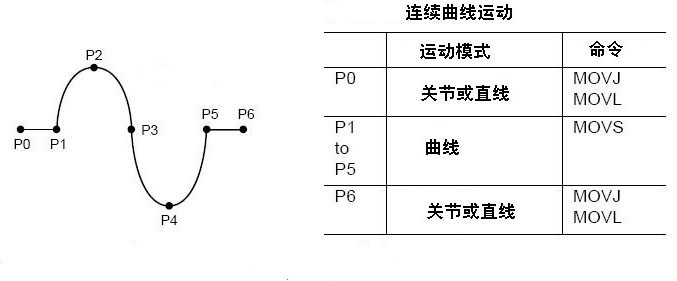 连续曲线运动
运动模式 命令
P0 关节或直线 MOVJ
MOVL
P1 曲线 MOVS
to
P5
P6 关节或直线 MOVJ
MOVL
P2
P0 P1 P3 P5 P6
P4